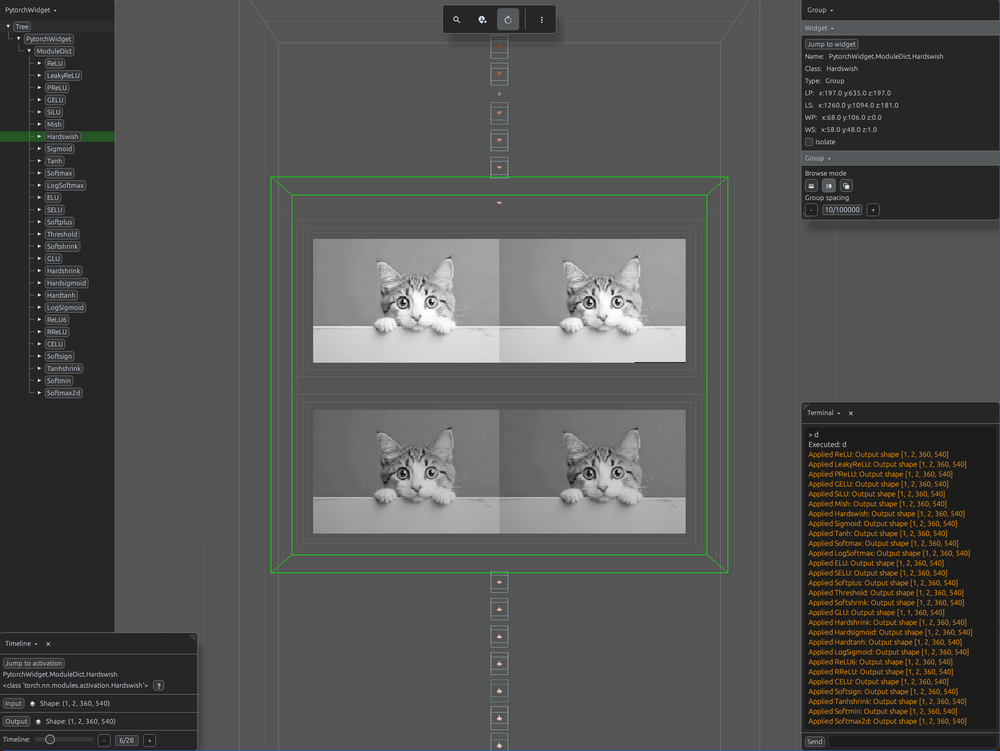 PytorchWidget
Tree
PytorchWidget
ModuleDict
ReLU
LeakyReLU
PReLU
GELU
SiLU
Mish
Hardswish
Sigmoid
Tanh
Softmax
LogSoftmax
ELU
SELU
Softplus
Threshold
Softshrink
GLU
Hardshrink
Hardsigmoid
Hardtanh
LogSigmoid
ReLU6
RReLU
CELU
Softsign
Tanhshrink
Softmin
Softmax2d
Timeline
Jump to activation
PytorchWidget.ModuleDict.Hardswish
<class 'torch.nn.modules.activation.Hardswish'> ?
Input Shape: (1, 2, 360, 540)
Output Shape: (1, 2, 360, 540)
Timeline: - 6/28 +
Group
Widget
Jump to widget
Name: PytorchWidget.ModuleDict.Hardswish
Class: Hardswish
Type: Group
LP: x:197.0 y:635.0 z:197.0
LS: x:1260.0 y:1094.0 z:181.0
WP: x:68.0 y:106.0 z:0.0
WS: x:58.0 y:48.0 z:1.0
Isolate
Group
Browse mode
Group spacing
- 10/100000 +
Terminal
> d
Executed: d
Applied ReLU: Output shape [1, 2, 360, 540]
Applied LeakyReLU: Output shape [1, 2, 360, 540]
Applied PReLU: Output shape [1, 2, 360, 540]
Applied GELU: Output shape [1, 2, 360, 540]
Applied SiLU: Output shape [1, 2, 360, 540]
Applied Mish: Output shape [1, 2, 360, 540]
Applied Hardswish: Output shape [1, 2, 360, 540]
Applied Sigmoid: Output shape [1, 2, 360, 540]
Applied Tanh: Output shape [1, 2, 360, 540]
Applied Softmax: Output shape [1, 2, 360, 540]
Applied LogSoftmax: Output shape [1, 2, 360, 540]
Applied ELU: Output shape [1, 2, 360, 540]
Applied SELU: Output shape [1, 2, 360, 540]
Applied Softplus: Output shape [1, 2, 360, 540]
Applied Threshold: Output shape [1, 2, 360, 540]
Applied Softshrink: Output shape [1, 2, 360, 540]
Applied GLU: Output shape [1, 1, 360, 540]
Applied Hardshrink: Output shape [1, 2, 360, 540]
Applied Hardsigmoid: Output shape [1, 2, 360, 540]
Applied Hardtanh: Output shape [1, 2, 360, 540]
Applied LogSigmoid: Output shape [1, 2, 360, 540]
Applied ReLU6: Output shape [1, 2, 360, 540]
Applied RReLU: Output shape [1, 2, 360, 540]
Applied CELU: Output shape [1, 2, 360, 540]
Applied Softsign: Output shape [1, 2, 360, 540]
Applied Tanhshrink: Output shape [1, 2, 360, 540]
Applied Softmin: Output shape [1, 2, 360, 540]
Applied Softmax2d: Output shape [1, 2, 360, 540]
Send